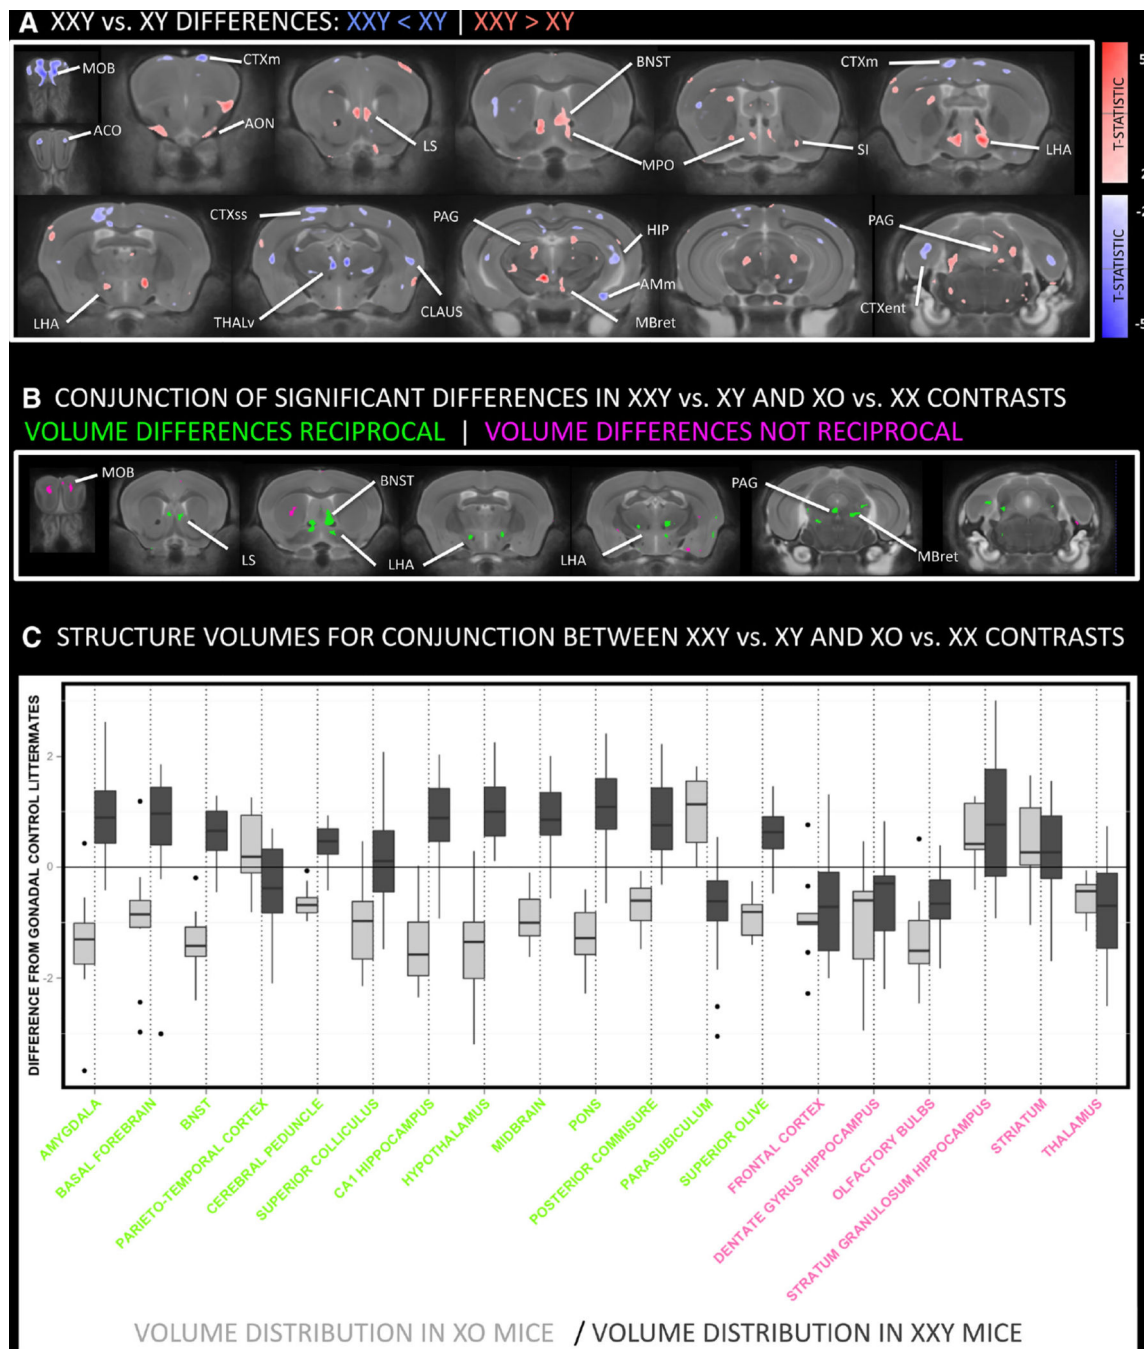 A XXY vs. XY DIFFERENCES: XXY < XY | XXY > XY
MOB
CTXm
BNST
CTXm
ACO
AON
LS
MPO
SI
LHA
T-STATISTIC
CTXss
PAG
HIP
PAG
LHA
THALv
CLAUS
AMm
MBret
CTXent
T-STATISTIC
B CONJUNCTION OF SIGNIFICANT DIFFERENCES IN XXY vs. XY AND XO vs. XX CONTRASTS
VOLUME DIFFERENCES RECIPROCAL | VOLUME DIFFERENCES NOT RECIPROCAL
MOB
BNST
PAG
LS
LHA
LHA
MBret
C STRUCTURE VOLUMES FOR CONJUNCTION BETWEEN XXY vs. XY AND XO vs. XX CONTRASTS
DIFFERENCE FROM GONADAL CONTROL LITTERMATES
2
0
-2
AMYGDALA
BASAL FOREBRAIN
BNST
PARIETO-TEMPORAL CORTEX
CEREBRAL PEDUNCLE
SUPERIOR COLLICULUS
CA1 HIPPOCAMPUS
HYPOTHALAMUS
MIDBRAIN
PONS
POSTERIOR COMMISURE
PARASUBICULUM
SUPERIOR OLIVE
FRONTAL CORTEX
DENTATE GYRUS HIPPOCAMPUS
OLFACTORY BULBS
STRATUM GRANULOSUM HIPPOCAMPUS
STRIATUM
THALAMUS
VOLUME DISTRIBUTION IN XO MICE / VOLUME DISTRIBUTION IN XXY MICE